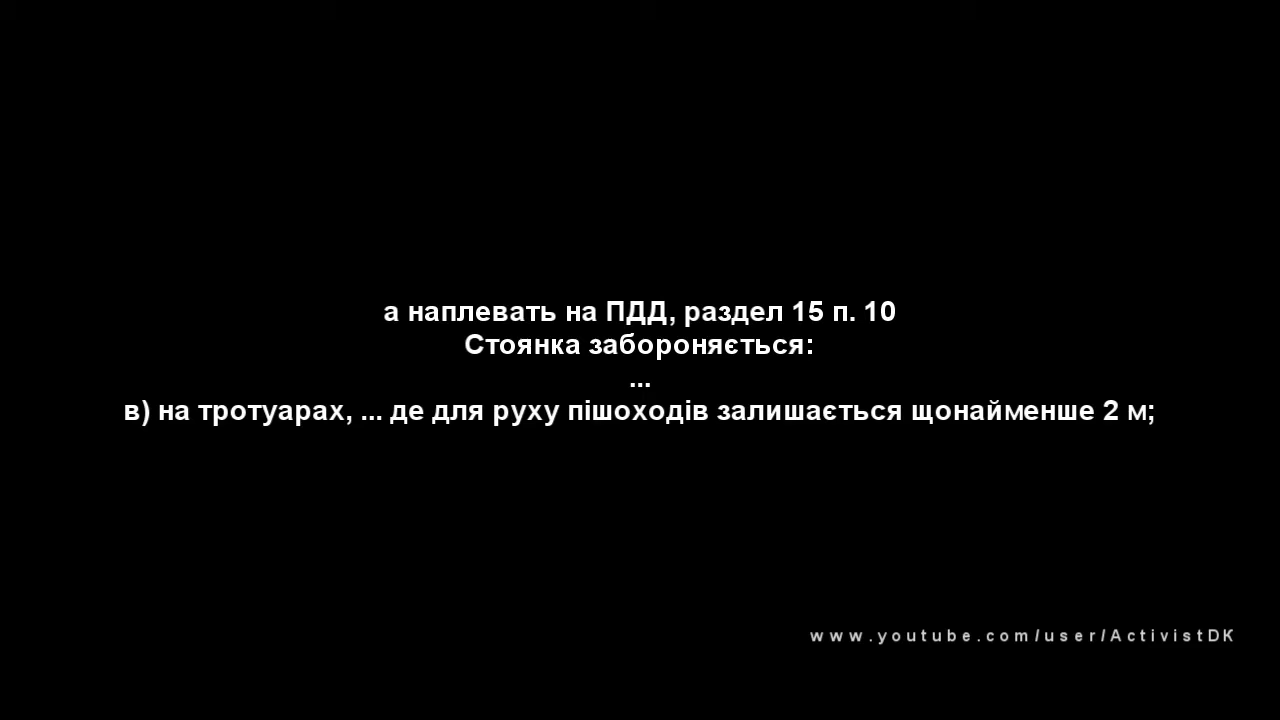 а наплевать на ПДД, раздел 15 п. 10
Стоянка забороняється:
...
в) на тротуарах, ... де для руху пішоходів залишається щонайменше 2 м;
www.youtube.com/user/ActivistDK